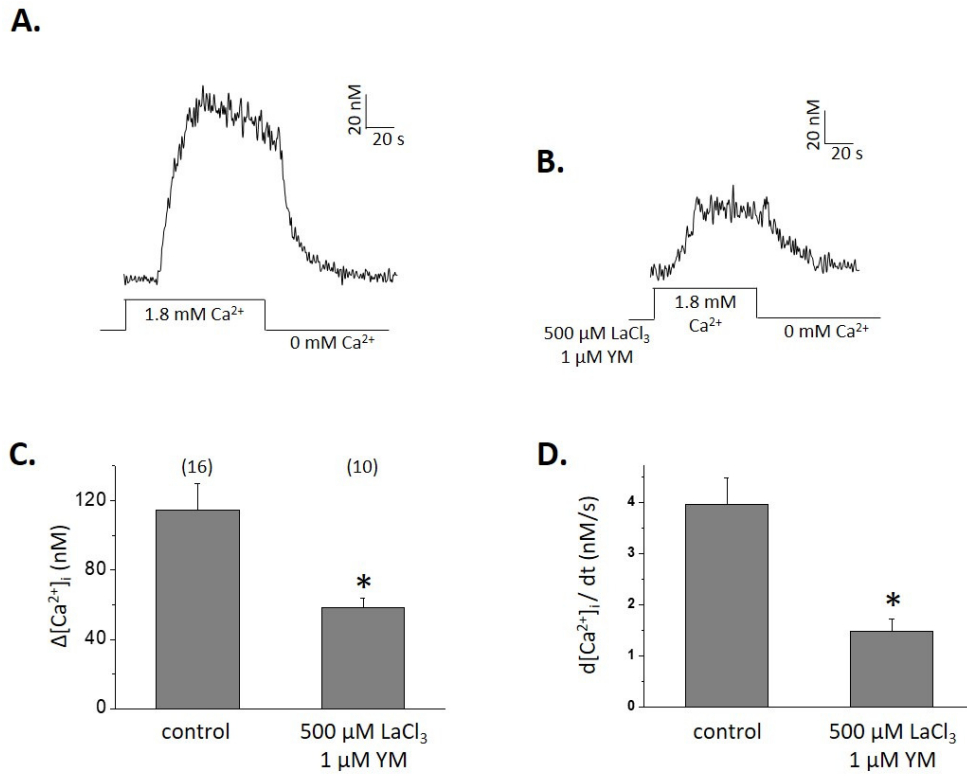 A.
20 nM
20 s
1.8 mM Ca²⁺
0 mM Ca²⁺
B.
20 nM
20 s
1.8 mM
Ca²⁺
0 mM Ca²⁺
500 µM LaCl₃
1 µM YM
C.
(16)
(10)
Δ[Ca²⁺]ᵢ (nM)
120
80
40
0
*
control
500 µM LaCl₃
1 µM YM
D.
d[Ca²⁺]ᵢ / dt (nM/s)
4
3
2
1
0
*
control
500 µM LaCl₃
1 µM YM